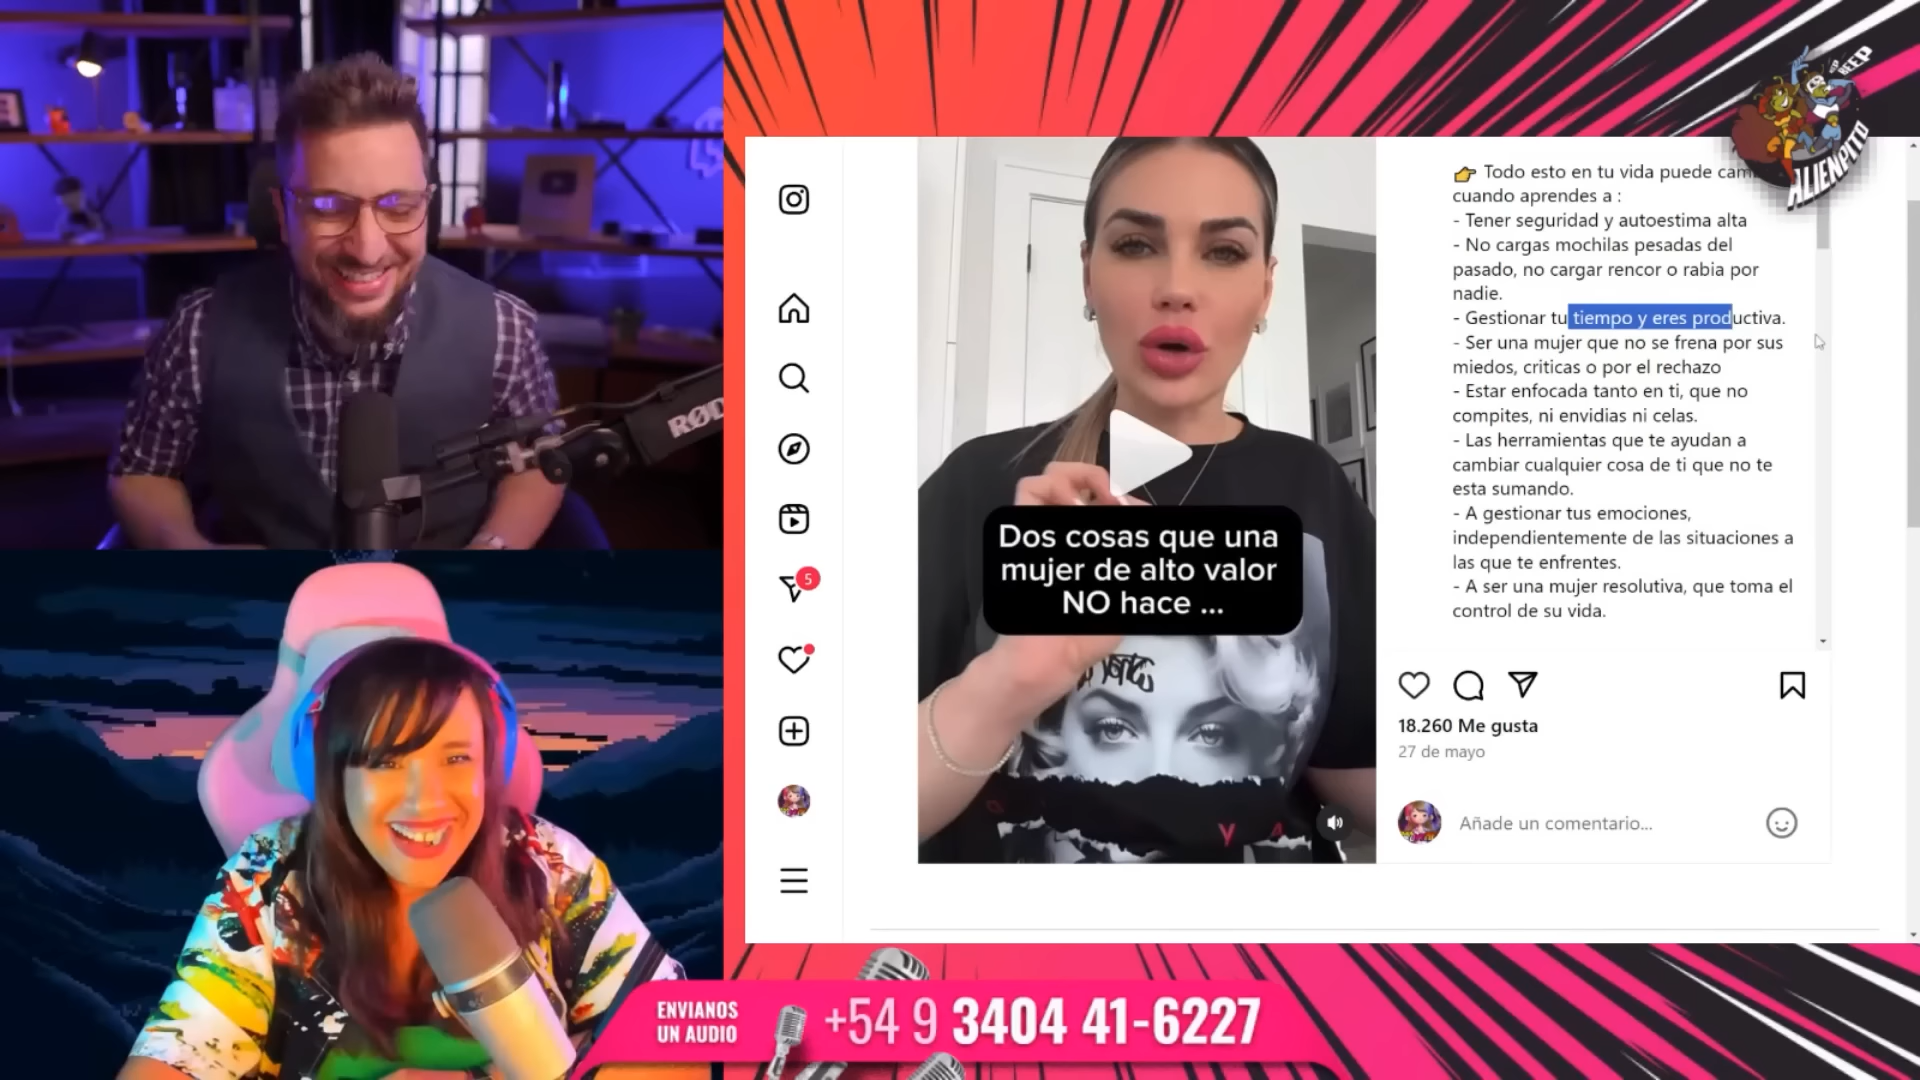 RØD
BEEP
ALIENPITO
👉 Todo esto en tu vida puede cam
cuando aprendes a :
- Tener seguridad y autoestima alta
- No cargas mochilas pesadas del
pasado, no cargar rencor o rabia por
nadie.
- Gestionar tu tiempo y eres productiva.
- Ser una mujer que no se frena por sus
miedos, criticas o por el rechazo
- Estar enfocada tanto en ti, que no
compites, ni envidias ni celas.
- Las herramientas que te ayudan a
cambiar cualquier cosa de ti que no te
esta sumando.
- A gestionar tus emociones,
independientemente de las situaciones a
las que te enfrentes.
- A ser una mujer resolutiva, que toma el
control de su vida.
Dos cosas que una
mujer de alto valor
NO hace ...
5
18.260 Me gusta
27 de mayo
Añade un comentario...
Y A
ENVIANOS
UN AUDIO
+54 9 3404 41-6227